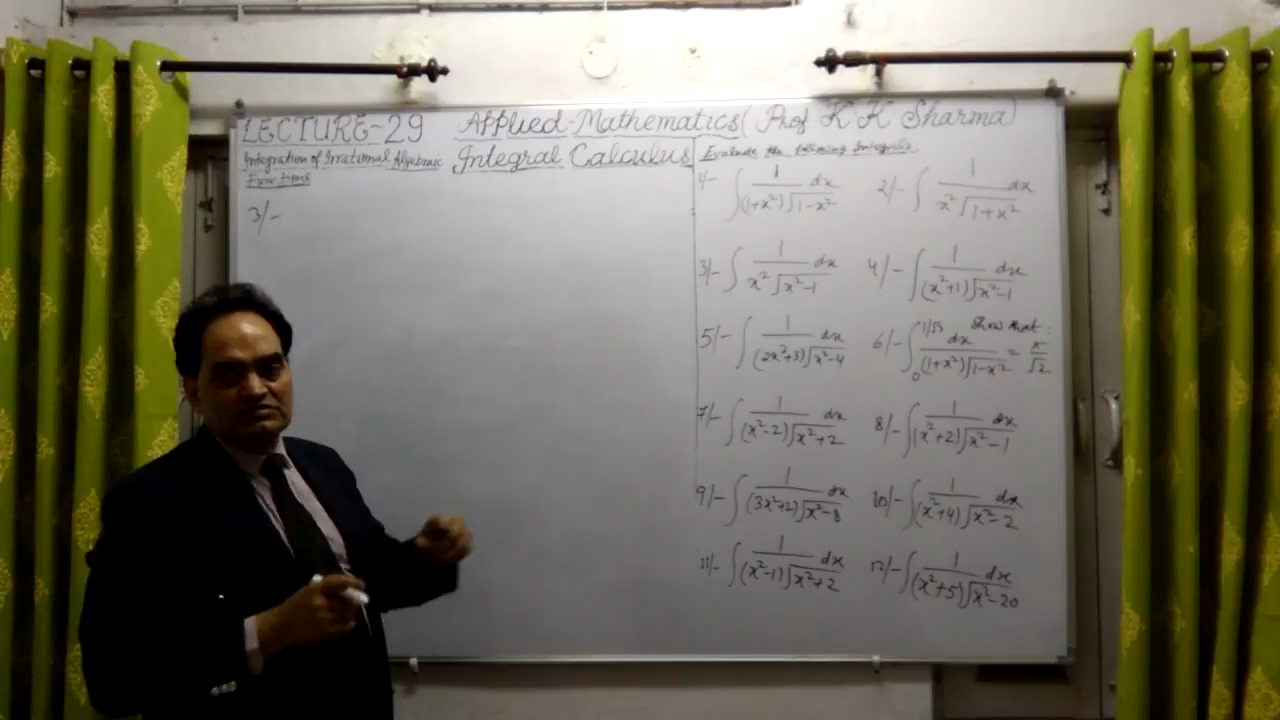 LECTURE-29 Applied-Mathematics( Prof K K Sharma)
Integration of Irrational Algebraic Functions
Integral Calculus
3/-
Evaluate the following Integrals
1/- ∫ 1/((1+x²)√(1-x²)) dx
2/- ∫ 1/(x²√(1+x²)) dx
3/- ∫ 1/(x²√(x²-1)) dx
4/- ∫ 1/((x²+1)√(x²-1)) dx
5/- ∫ 1/((2x²+3)√(x²-4)) dx
6/- ∫₀^(1/√3) dx/((1+x²)√(1-x²)) = π/√2 Show that:
7/- ∫ 1/((x²-2)√(x²+2)) dx
8/- ∫ 1/((x²+2)√(x²-1)) dx
9/- ∫ 1/((3x²+2)√(x²-8)) dx
10/- ∫ 1/((x²+4)√(x²-2)) dx
11/- ∫ 1/((x²-1)√(x²+2)) dx
12/- ∫ 1/((x²+5)√(x²-20)) dx